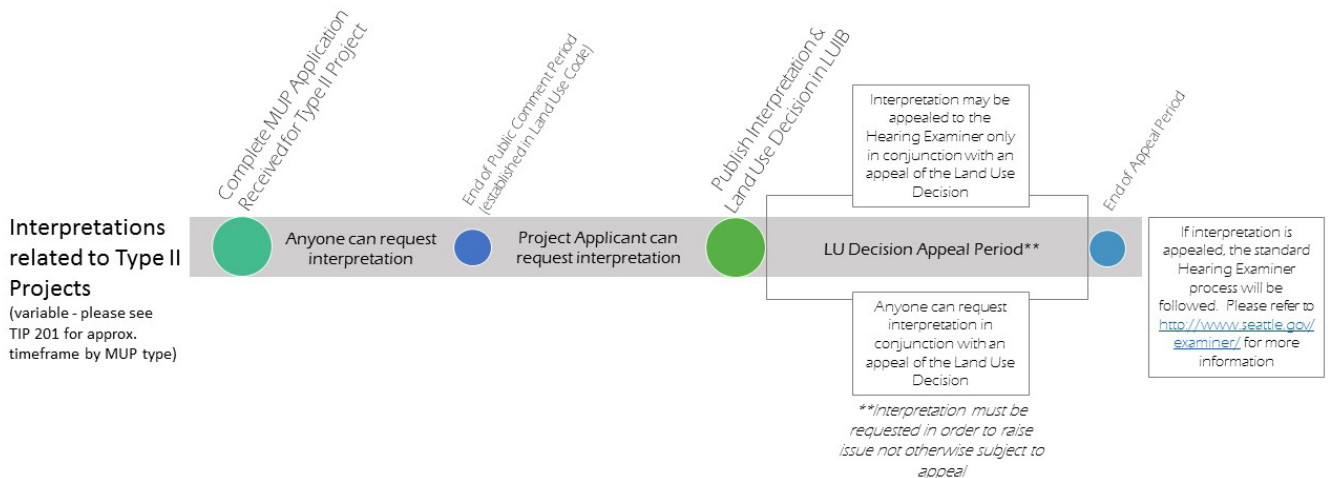 Complete MUP Application
Received for Type II Project
End of Public Comment Period
(established in Land Use Code)
Publish Interpretation &
Land Use Decision in LUIB
Interpretation may be
appealed to the
Hearing Examiner only
in conjunction with an
appeal of the Land Use
Decision
End of Appeal Period
Interpretations
related to Type II
Projects
(variable - please see
TIP 201 for approx.
timeframe by MUP type)
Anyone can request
interpretation
Project Applicant can
request interpretation
LU Decision Appeal Period**
If interpretation is
appealed, the standard
Hearing Examiner
process will be
followed. Please refer to
http://www.seattle.gov/
examiner/ for more
information
Anyone can request
interpretation in
conjunction with an
appeal of the Land Use
Decision
**Interpretation must be
requested in order to raise
issue not otherwise subject to
appeal